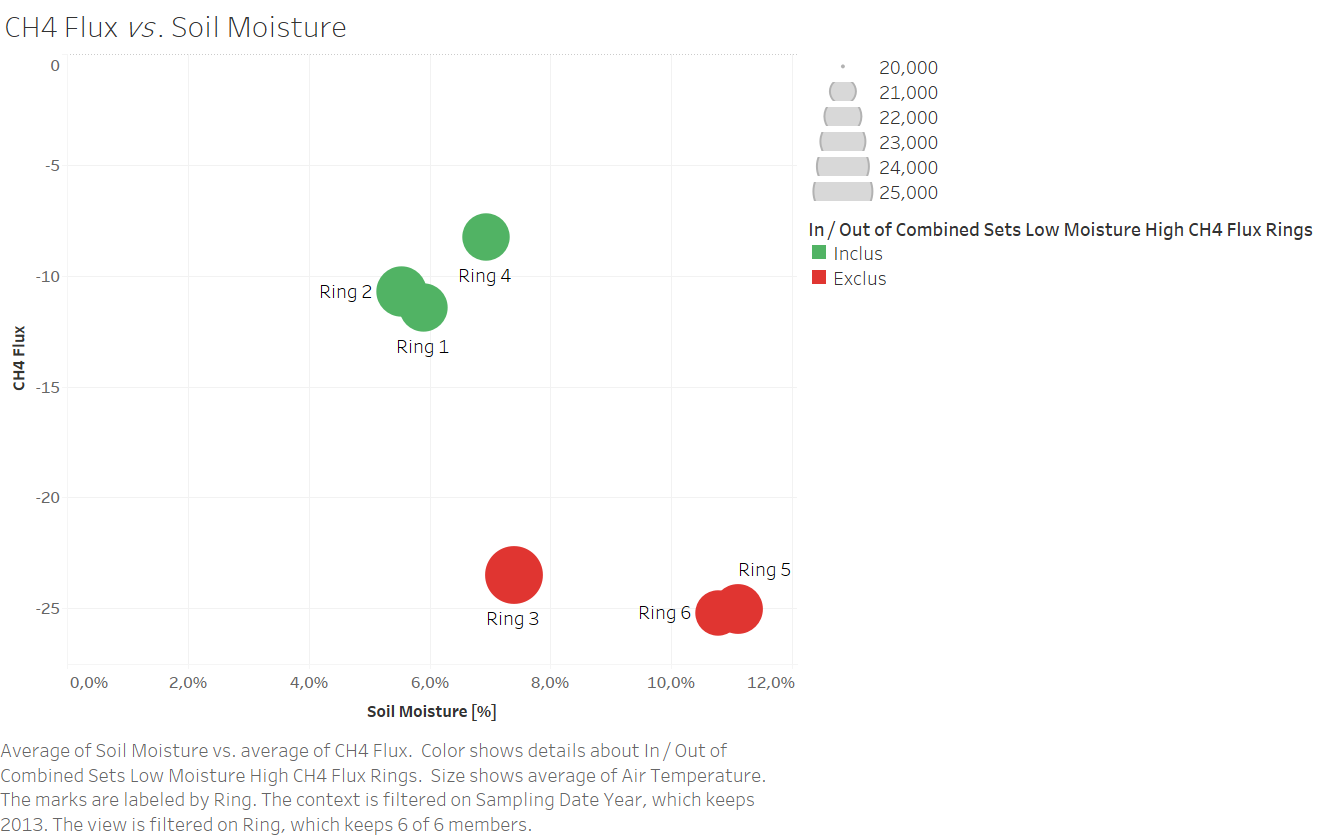 CH4 Flux vs. Soil Moisture
0
-5
-10
-15
-20
-25
CH4 Flux
Ring 4
Ring 2
Ring 1
Ring 5
Ring 6
Ring 3
0,0%
2,0%
4,0%
6,0%
8,0%
10,0%
12,0%
Soil Moisture [%]
20,000
21,000
22,000
23,000
24,000
25,000
In / Out of Combined Sets Low Moisture High CH4 Flux Rings
Inclus
Exclus
Average of Soil Moisture vs. average of CH4 Flux. Color shows details about In / Out of
Combined Sets Low Moisture High CH4 Flux Rings. Size shows average of Air Temperature.
The marks are labeled by Ring. The context is filtered on Sampling Date Year, which keeps
2013. The view is filtered on Ring, which keeps 6 of 6 members.